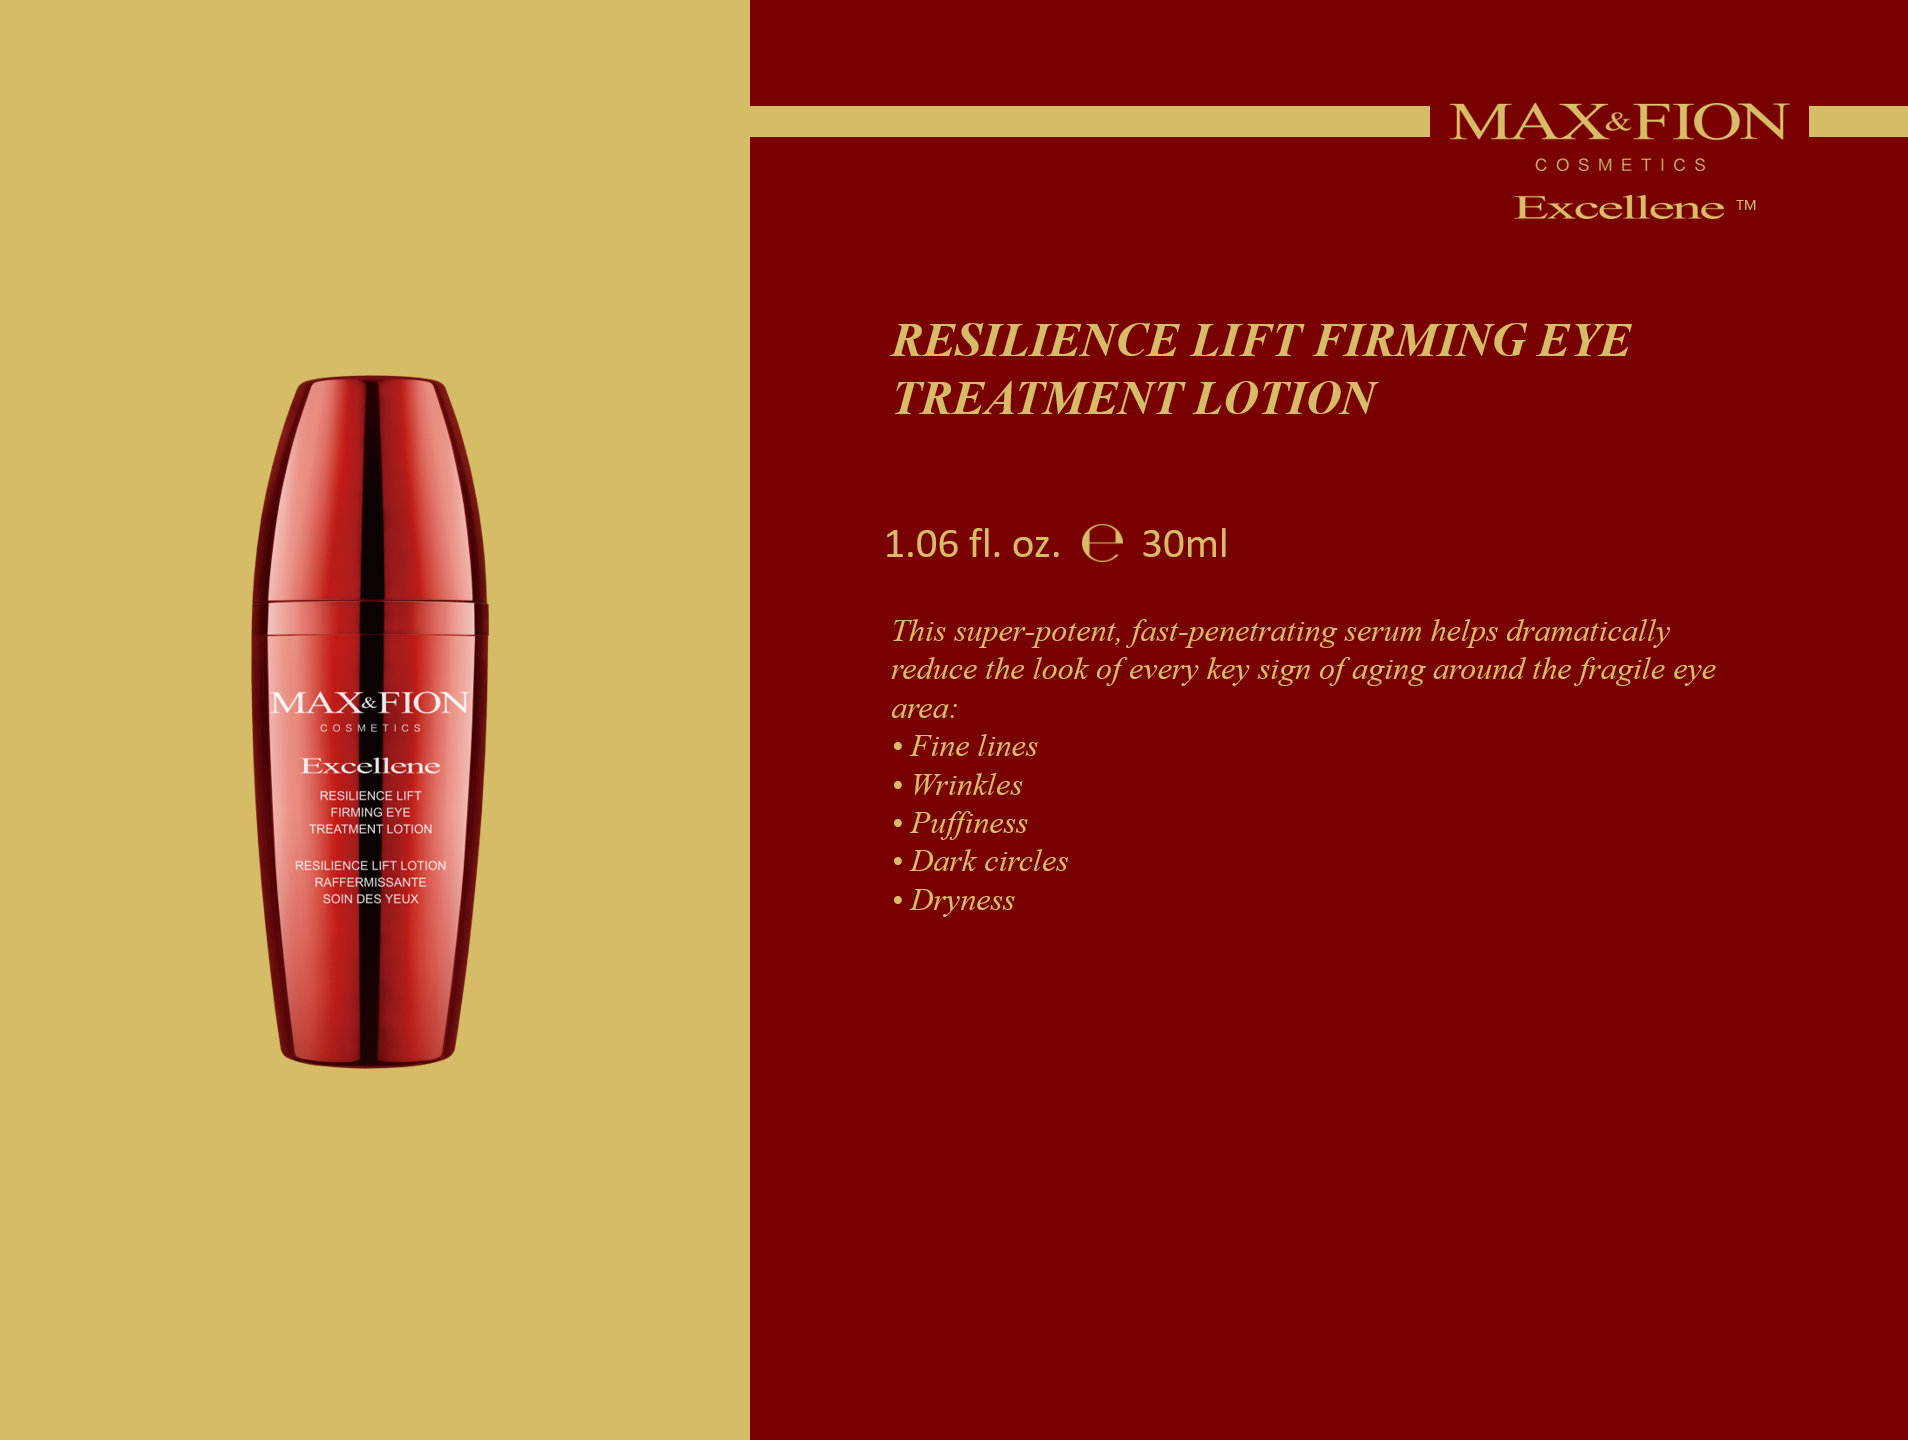 MAX&FION
COSMETICS
Excellene ™
RESILIENCE LIFT FIRMING EYE
TREATMENT LOTION
1.06 fl. oz. ℮ 30ml
This super-potent, fast-penetrating serum helps dramatically
reduce the look of every key sign of aging around the fragile eye
area:
• Fine lines
• Wrinkles
• Puffiness
• Dark circles
• Dryness
MAX&FION
COSMETICS
Excellene
RESILIENCE LIFT
FIRMING EYE
TREATMENT LOTION
RESILIENCE LIFT LOTION
RAFFERMISSANTE
SOIN DES YEUX